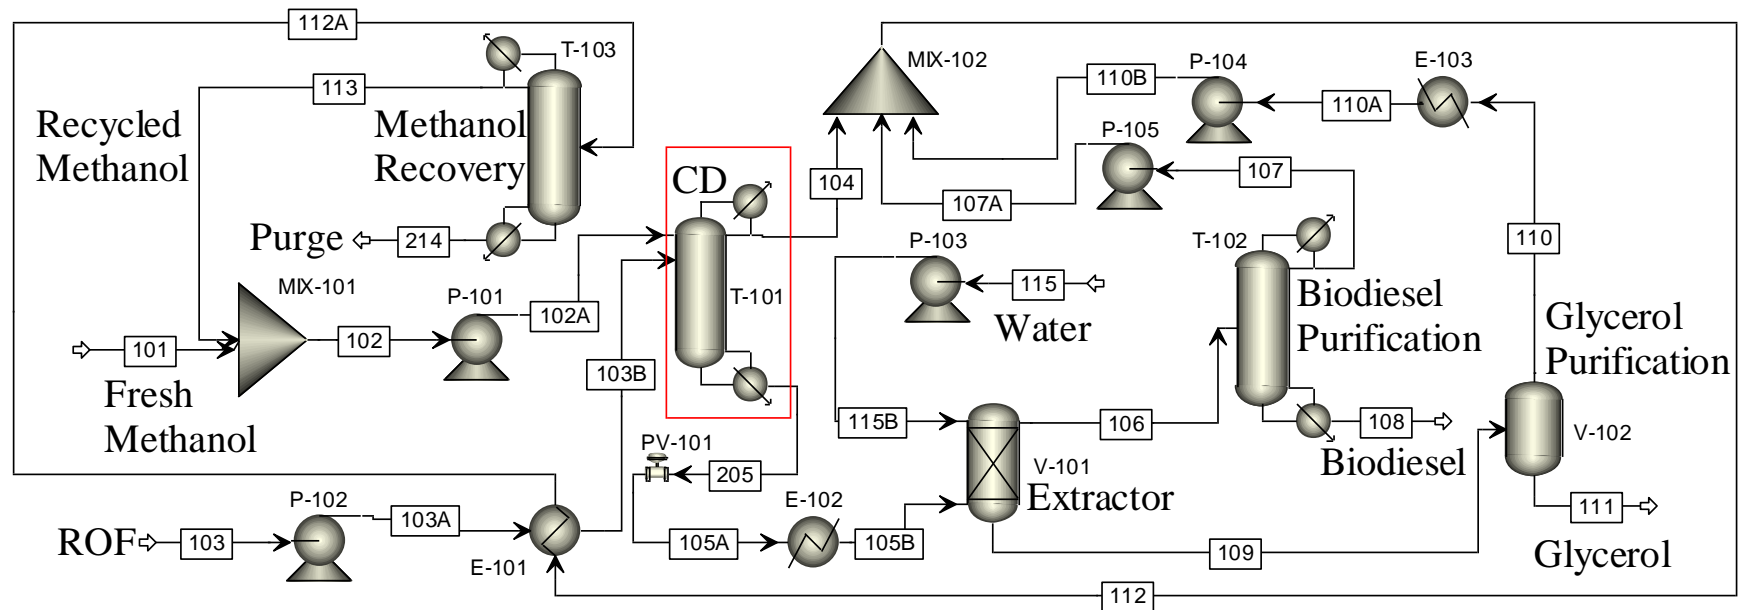 112A
T-103
113
Recycled
Methanol
Methanol
Recovery
Purge
214
MIX-101
P-101
102A
101
102
Fresh
Methanol
103B
CD
T-101
104
MIX-102
P-104
E-103
110B
110A
P-105
107
107A
110
P-103
115
Water
T-102
Biodiesel
Purification
Glycerol
Purification
115B
106
108
Biodiesel
V-102
PV-101
205
V-101
Extractor
E-102
105A
105B
111
Glycerol
109
P-102
103A
ROF
103
E-101
112